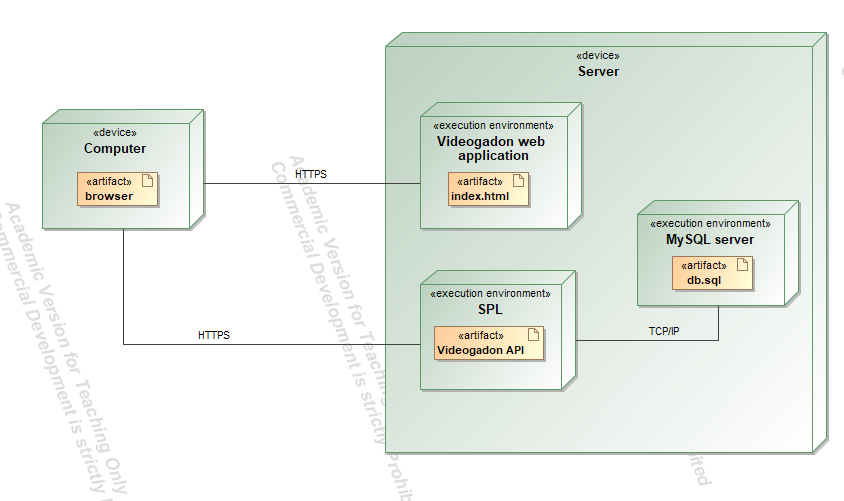 «device»
Server
«device»
Computer
«artifact»
browser
HTTPS
«execution environment»
Videogadon web
application
«artifact»
index.html
«execution environment»
MySQL server
«artifact»
db.sql
«execution environment»
SPL
«artifact»
Videogadon API
HTTPS
TCP/IP
Academic Version for Teaching Only
Commercial Development is strictly
Academic Version for Teaching
Commercial Development is strictly Prohib
ibited